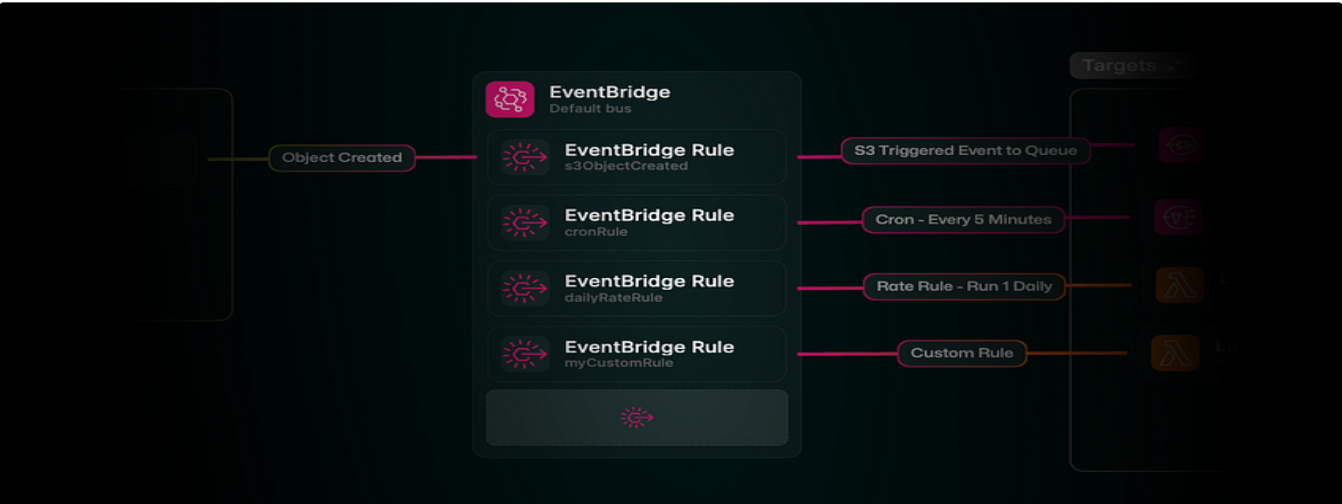 Targets
EventBridge
Default bus
Object Created
EventBridge Rule
s3ObjectCreated
S3 Triggered Event to Queue
EventBridge Rule
cronRule
Cron - Every 5 Minutes
EventBridge Rule
dailyRateRule
Rate Rule - Run 1 Daily
EventBridge Rule
myCustomRule
Custom Rule